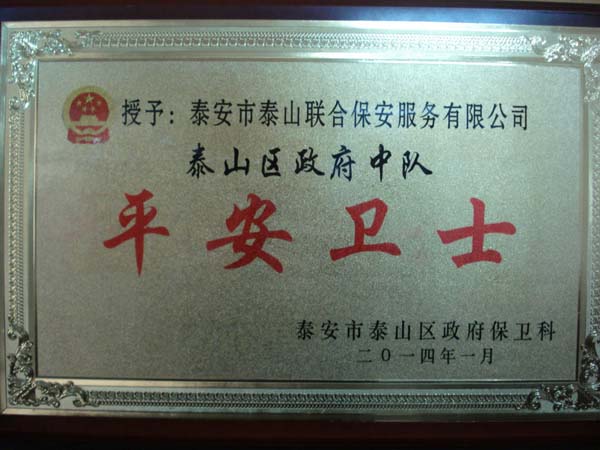 授予：泰安市泰山联合保安服务有限公司
泰山区政府中队
平安卫士
泰安市泰山区政府保卫科
二〇一四年一月